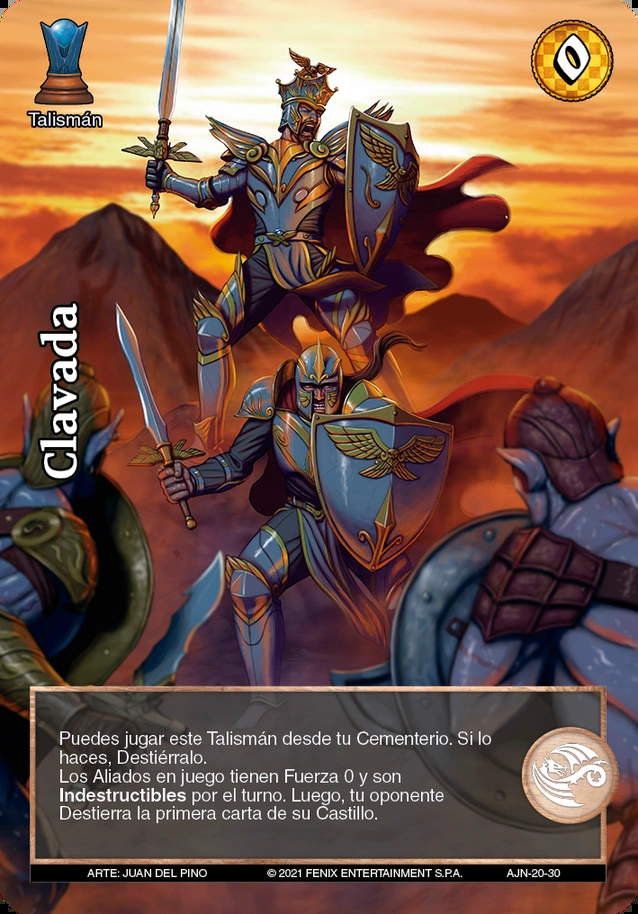 0
Talismán
Clavada
Puedes jugar este Talismán desde tu Cementerio. Si lo
haces, Destiérralo.
Los Aliados en juego tienen Fuerza 0 y son
Indestructibles por el turno. Luego, tu oponente
Destierra la primera carta de su Castillo.
ARTE: JUAN DEL PINO © 2021 FENIX ENTERTAINMENT S.P.A. AJN-20-30